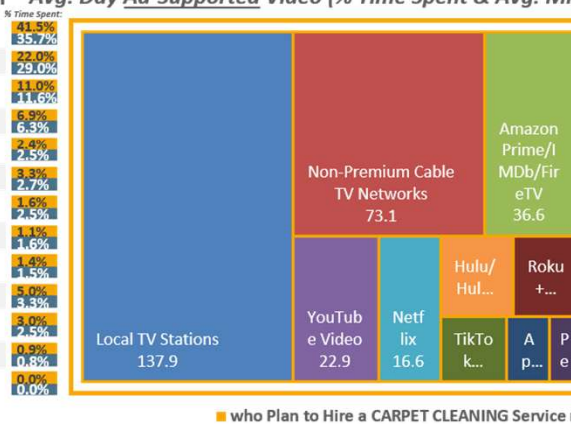 Avg. Day Ad-Supported Video (% Time Spent & Avg.
% Time Spent:
41.5%
35.7%
22.0%
29.0%
11.0%
11.6%
6.9%
6.3%
2.4%
2.5%
3.3%
2.7%
1.6%
2.5%
1.1%
1.6%
1.4%
1.5%
5.0%
3.3%
3.0%
2.5%
0.9%
0.8%
0.0%
0.0%
Local TV Stations
137.9
Non-Premium Cable
TV Networks
73.1
Amazon
Prime/I
MDb/Fir
eTV
36.6
YouTub
e Video
22.9
Netf
lix
16.6
Hulu/
Hul...
Roku
+...
TikTo
k...
A
p...
P
e
who Plan to Hire a CARPET CLEANING Service